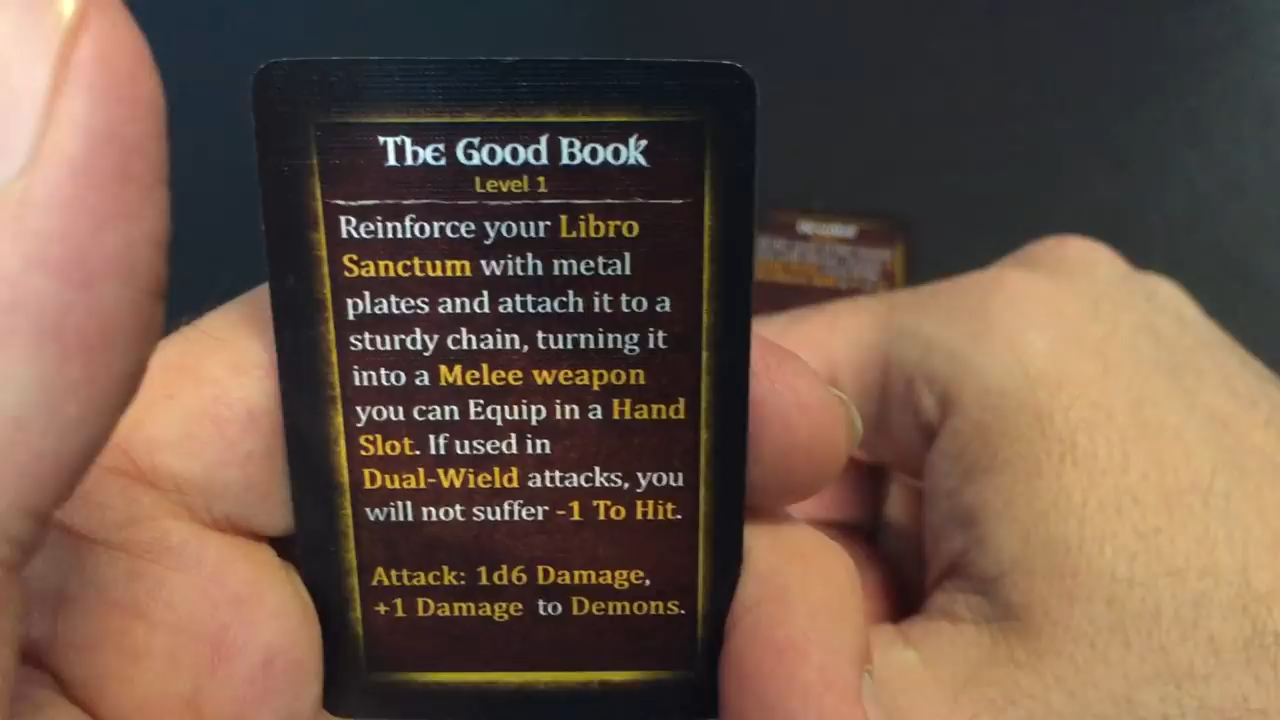 The Good Book
Level 1
Reinforce your Libro
Sanctum with metal
plates and attach it to a
sturdy chain, turning it
into a Melee weapon
you can Equip in a Hand
Slot. If used in
Dual-Wield attacks, you
will not suffer -1 To Hit.
Attack: 1d6 Damage,
+1 Damage to Demons.